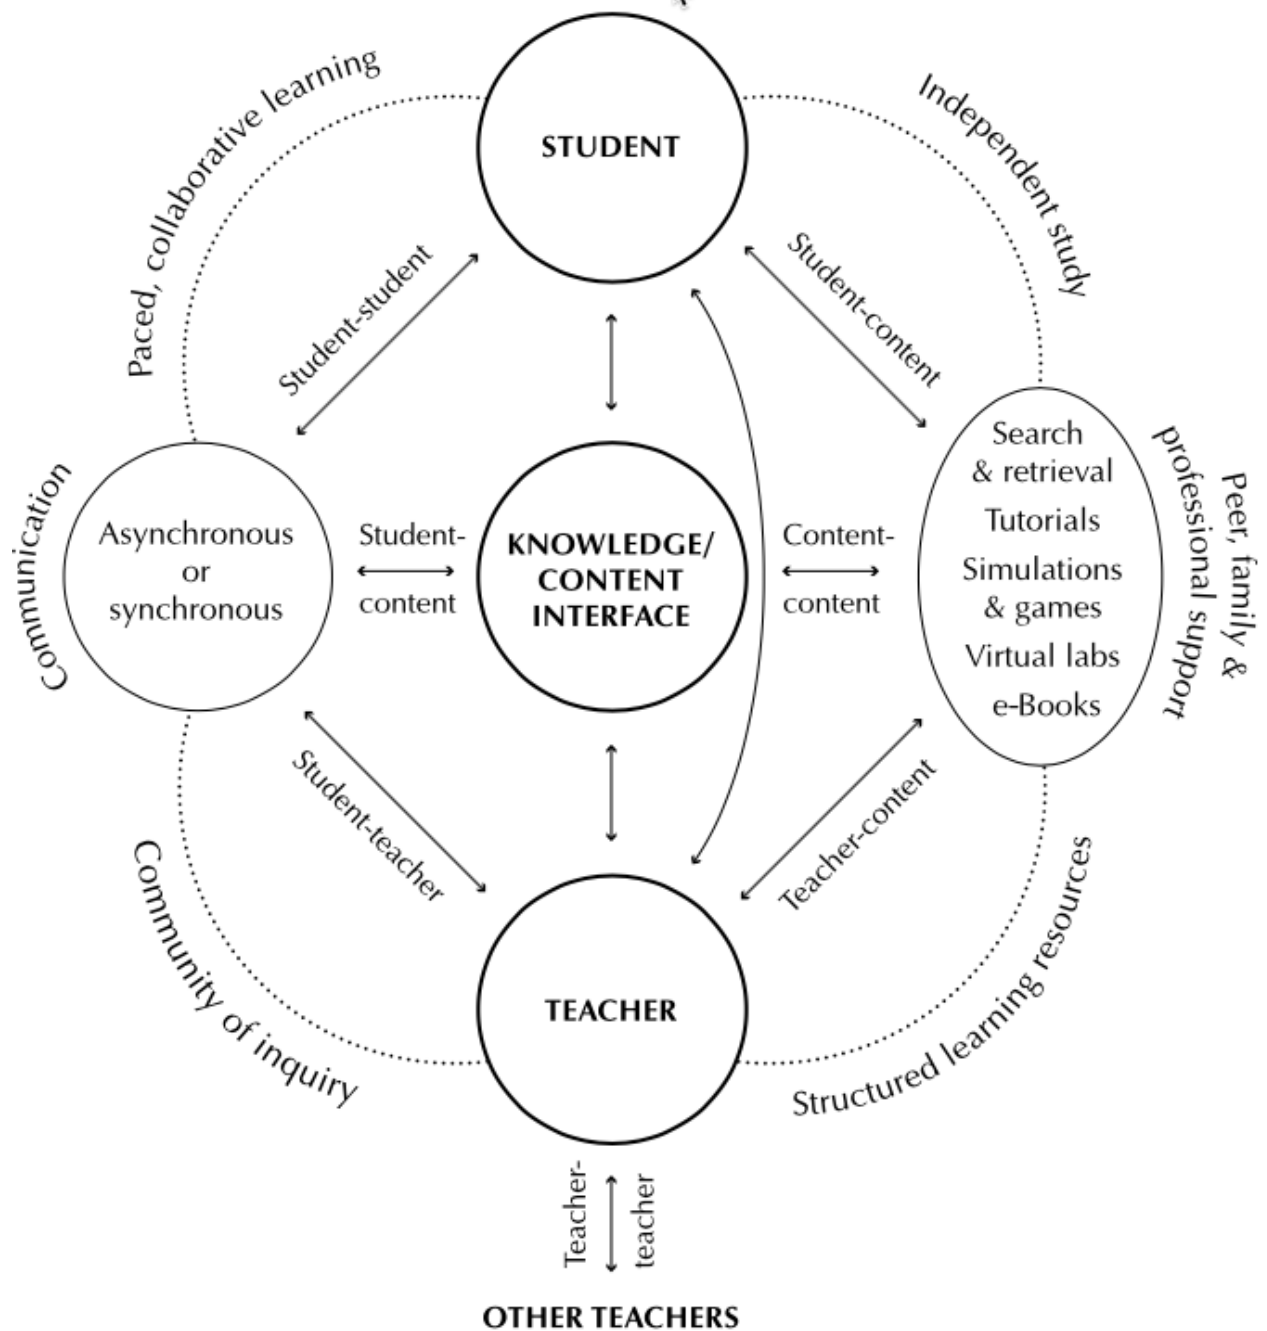 Paced, collaborative learning
STUDENT
Independent study
Student-student
Student-content
Communication
Asynchronous
or
synchronous
Student-
content
KNOWLEDGE/
CONTENT
INTERFACE
Content-
content
Search
& retrieval
Tutorials
Simulations
& games
Virtual labs
e-Books
Peer, family &
professional support
Student-teacher
Teacher-content
Community of inquiry
TEACHER
Structured learning resources
Teacher-
teacher
OTHER TEACHERS